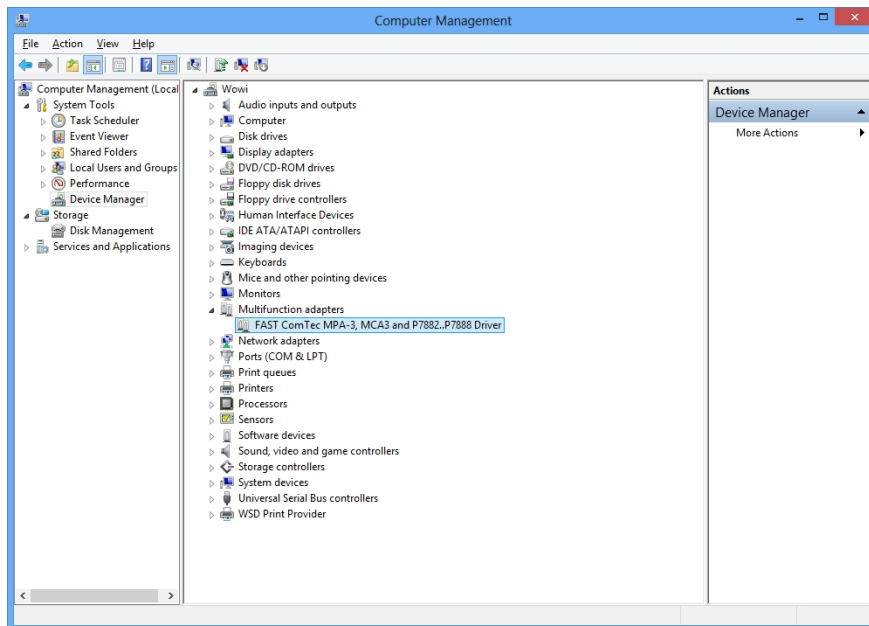 Computer Management
File Action View Help
Computer Management (Local
System Tools
Task Scheduler
Event Viewer
Shared Folders
Local Users and Groups
Performance
Device Manager
Storage
Disk Management
Services and Applications
Wowi
Audio inputs and outputs
Computer
Disk drives
Display adapters
DVD/CD-ROM drives
Floppy disk drives
Floppy drive controllers
Human Interface Devices
IDE ATA/ATAPI controllers
Imaging devices
Keyboards
Mice and other pointing devices
Monitors
Multifunction adapters
FAST ComTec MPA-3, MCA3 and P7882..P7888 Driver
Network adapters
Ports (COM & LPT)
Print queues
Printers
Processors
Sensors
Software devices
Sound, video and game controllers
Storage controllers
System devices
Universal Serial Bus controllers
WSD Print Provider
Actions
Device Manager
More Actions